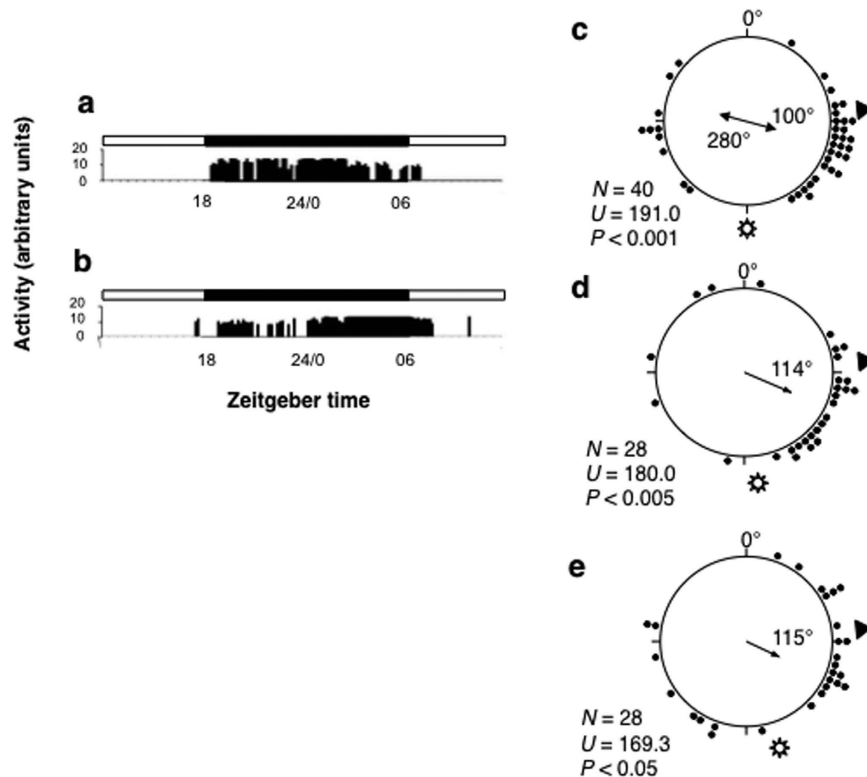 a
20
10
0
18 24/0 06
b
20
10
0
18 24/0 06
Activity (arbitrary units)
Zeitgeber time
c
0°
100°
280°
N = 40
U = 191.0
P < 0.001
d
0°
114°
N = 28
U = 180.0
P < 0.005
e
0°
115°
N = 28
U = 169.3
P < 0.05